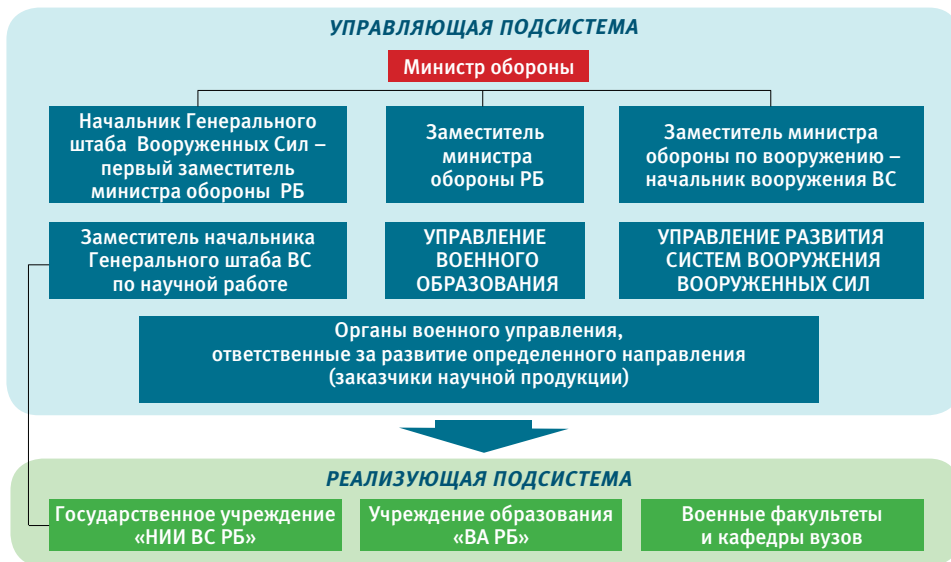 УПРАВЛЯЮЩАЯ ПОДСИСТЕМА
Министр обороны
Начальник Генерального
штаба Вооруженных Сил –
первый заместитель
министра обороны РБ
Заместитель
министра
обороны РБ
Заместитель министра
обороны по вооружению –
начальник вооружения ВС
Заместитель начальника
Генерального штаба ВС
по научной работе
УПРАВЛЕНИЕ
ВОЕННОГО
ОБРАЗОВАНИЯ
УПРАВЛЕНИЕ РАЗВИТИЯ
СИСТЕМ ВООРУЖЕНИЯ
ВООРУЖЕННЫХ СИЛ
Органы военного управления,
ответственные за развитие определенного направления
(заказчики научной продукции)
РЕАЛИЗУЮЩАЯ ПОДСИСТЕМА
Государственное учреждение
«НИИ ВС РБ»
Учреждение образования
«ВА РБ»
Военные факультеты
и кафедры вузов